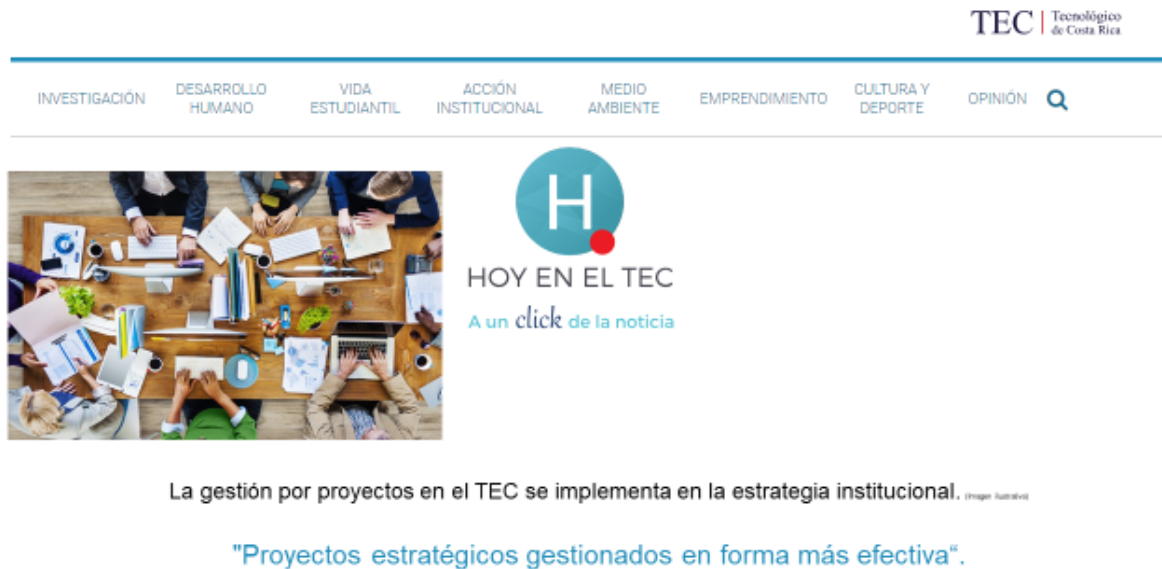 TEC | Tecnológico
de Costa Rica
INVESTIGACIÓN
DESARROLLO
HUMANO
VIDA
ESTUDIANTIL
ACCIÓN
INSTITUCIONAL
MEDIO
AMBIENTE
EMPRENDIMIENTO
CULTURA Y
DEPORTE
OPINIÓN
H
HOY EN EL TEC
A un click de la noticia
La gestión por proyectos en el TEC se implementa en la estrategia institucional. (Imagen ilustrativa)
"Proyectos estratégicos gestionados en forma más efectiva“.